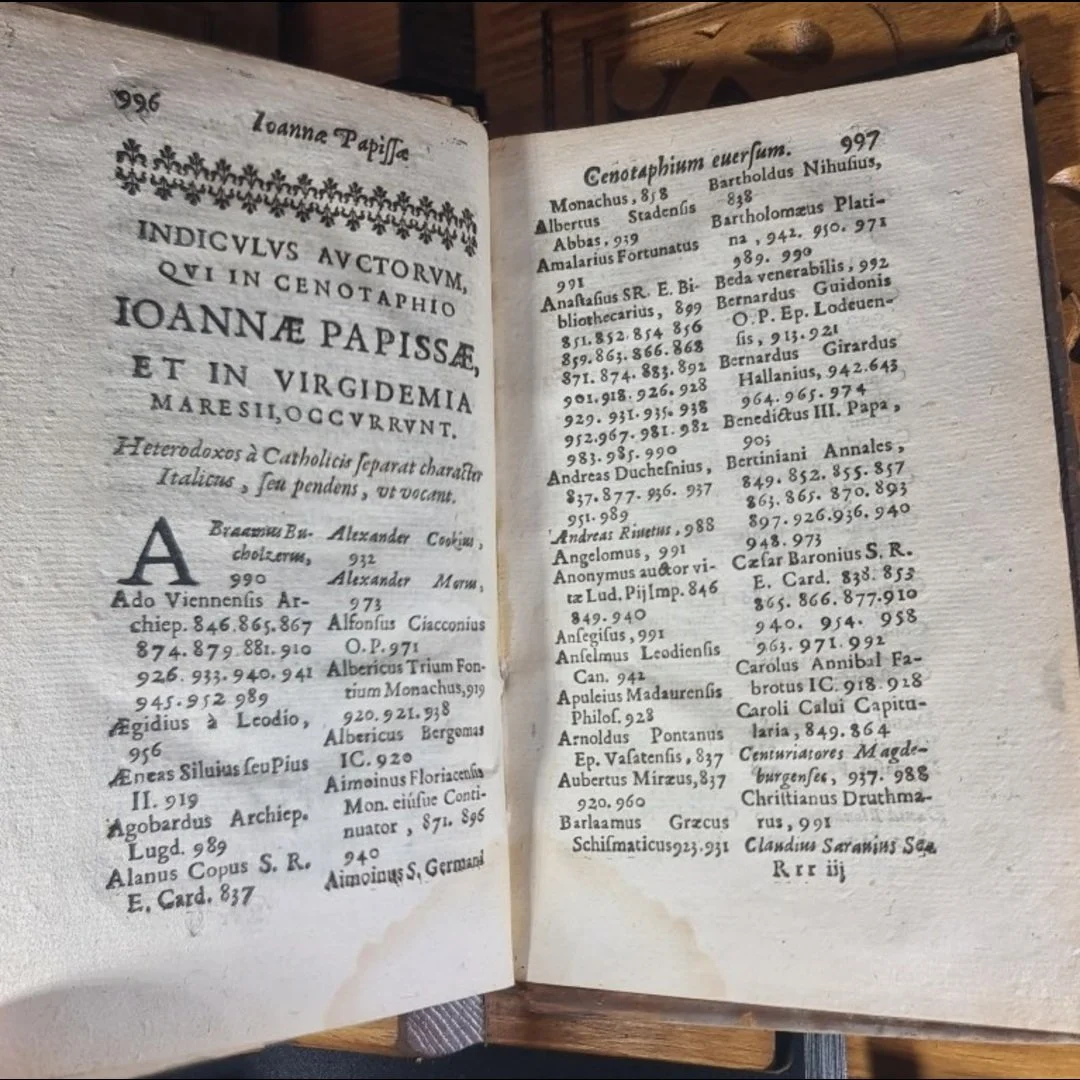 996
Ioannæ Papiſſæ
INDICVLVS AVCTORVM,
QVI IN CENOTAPHIO
IOANNÆ PAPISSÆ,
ET IN VIRGIDEMIA
MARESII, OCCVRRVNT.
Heterodoxos à Catholicis ſeparat character
Italicus, ſeu pendens, vt vocant.
ABraamus Bu-
cholzerus,
990
Ado Viennenſis Ar-
chiep. 846. 865. 867
874. 879. 881. 910
926. 933. 940. 941
945. 952 989
Ægidius à Leodio,
956
Æneas Siluius ſeu Pius
II. 919
Agobardus Archiep.
Lugd. 989
Alanus Copus S. R.
E. Card. 837
Alexander Cookius,
932
Alexander Morus,
973
Alfonſus Ciacconius
O. P. 971
Albericus Trium Fon-
tium Monachus, 919
920. 921. 938
Albericus Bergomas
IC. 920
Aimoinus Floriacenſis
Mon. eiúſue Conti-
nuator, 871. 896
940
Aimoinus S. Germani
Cenotaphium euerſum.
997
Monachus, 858
Albertus Stadenſis
Abbas, 939
Amalarius Fortunatus
991
Anaſtaſius SR. E. Bi-
bliothecarius, 899
851. 852. 854 856
859. 863. 866. 868
871. 874. 883. 892
901. 918. 926. 928
929. 931. 935. 938
952. 967. 981. 982
983. 985. 990
Andreas Ducheſnius,
837. 877. 936. 937
951. 989
Andreas Riuetus, 988
Angelomus, 991
Anonymus auctor vi-
tæ Lud. Pij Imp. 846
849. 940
Anſegiſus, 991
Anſelmus Leodienſis
Can. 942
Apuleius Madaurenſis
Philoſ. 928
Arnoldus Pontanus
Ep. Vaſatenſis, 837
Aubertus Miræus, 837
920. 960
Barlaamus Græcus
Schiſmaticus 923. 931
Bartholdus Nihuſius,
838
Bartholomæus Plati-
na, 942. 950. 971
989. 990
Beda venerabilis, 992
Bernardus Guidonis
O. P. Ep. Lodeuen-
ſis, 913. 921
Bernardus Girardus
Hallanius, 942. 643
964. 965. 974
Benedictus III. Papa,
903
Bertiniani Annales,
849. 852. 855. 857
863. 865. 870. 893
897. 926. 936. 940
948. 973
Cæſar Baronius S. R.
E. Card. 838. 853
865. 866. 877. 910
940. 954. 958
963. 971. 992
Carolus Annibal Fa-
brotus IC. 918. 928
Caroli Calui Capitu-
laria, 849. 864
Centuriatores Magde-
burgenſes, 937. 988
Chriſtianus Druthma-
rus, 991
Claudius Saravius Sea
Rrr iij